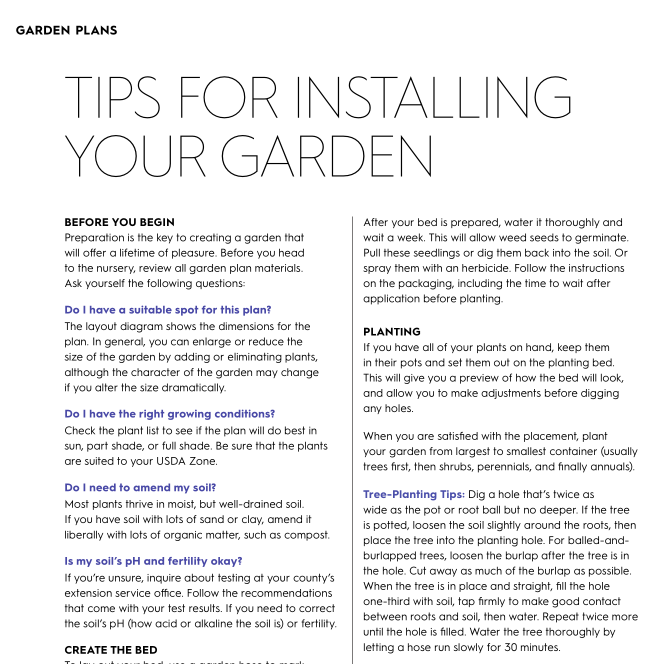 GARDEN PLANS
TIPS FOR INSTALLING
YOUR GARDEN
BEFORE YOU BEGIN
Preparation is the key to creating a garden that
will offer a lifetime of pleasure. Before you head
to the nursery, review all garden plan materials.
Ask yourself the following questions:
Do I have a suitable spot for this plan?
The layout diagram shows the dimensions for the
plan. In general, you can enlarge or reduce the
size of the garden by adding or eliminating plants,
although the character of the garden may change
if you alter the size dramatically.
Do I have the right growing conditions?
Check the plant list to see if the plan will do best in
sun, part shade, or full shade. Be sure that the plants
are suited to your USDA Zone.
Do I need to amend my soil?
Most plants thrive in moist, but well-drained soil.
If you have soil with lots of sand or clay, amend it
liberally with lots of organic matter, such as compost.
Is my soil's pH and fertility okay?
If you're unsure, inquire about testing at your county's
extension service office. Follow the recommendations
that come with your test results. If you need to correct
the soil's pH (how acid or alkaline the soil is) or fertility.
CREATE THE BED
To lay out your bed, use a garden hose to mark
After your bed is prepared, water it thoroughly and
wait a week. This will allow weed seeds to germinate.
Pull these seedlings or dig them back into the soil. Or
spray them with an herbicide. Follow the instructions
on the packaging, including the time to wait after
application before planting.
PLANTING
If you have all of your plants on hand, keep them
in their pots and set them out on the planting bed.
This will give you a preview of how the bed will look,
and allow you to make adjustments before digging
any holes.
When you are satisfied with the placement, plant
your garden from largest to smallest container (usually
trees first, then shrubs, perennials, and finally annuals).
Tree-Planting Tips: Dig a hole that's twice as
wide as the pot or root ball but no deeper. If the tree
is potted, loosen the soil slightly around the roots, then
place the tree into the planting hole. For balled-and-
burlapped trees, loosen the burlap after the tree is in
the hole. Cut away as much of the burlap as possible.
When the tree is in place and straight, fill the hole
one-third with soil, tap firmly to make good contact
between roots and soil, then water. Repeat twice more
until the hole is filled. Water the tree thoroughly by
letting a hose run slowly for 30 minutes.